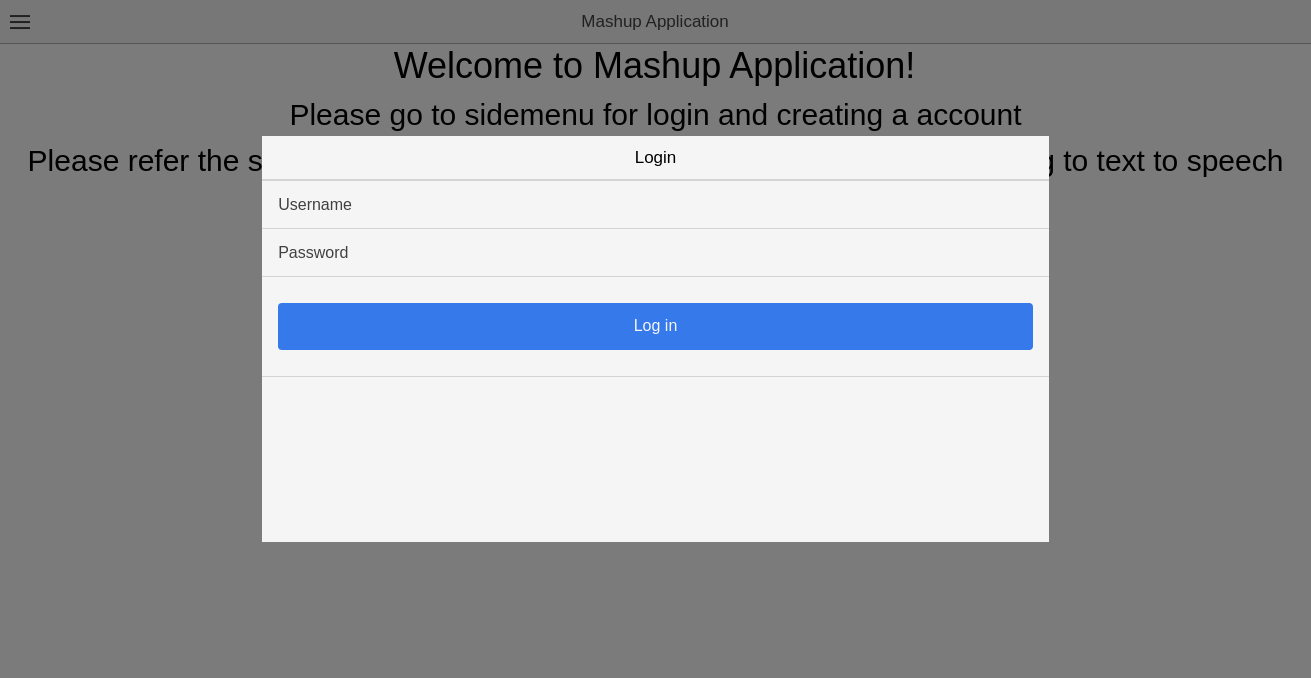 Mashup Application
Welcome to Mashup Application!
Please go to sidemenu for login and creating a account
Please refer the to text to speech
Login
Username
Password
Log in